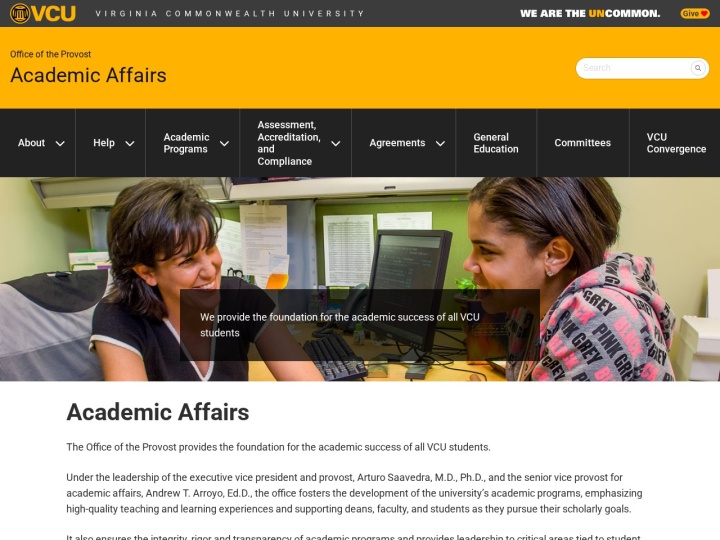 VCU VIRGINIA COMMONWEALTH UNIVERSITY
WE ARE THE UNCOMMON.
Give
Office of the Provost
Academic Affairs
Search
About
Help
Academic
Programs
Assessment,
Accreditation,
and
Compliance
Agreements
General
Education
Committees
VCU
Convergence
We provide the foundation for the academic success of all VCU
students
PINK GREY
Academic Affairs
The Office of the Provost provides the foundation for the academic success of all VCU students.
Under the leadership of the executive vice president and provost, Arturo Saavedra, M.D., Ph.D., and the senior vice provost for
academic affairs, Andrew T. Arroyo, Ed.D., the office fosters the development of the university's academic programs, emphasizing
high-quality teaching and learning experiences and supporting deans, faculty, and students as they pursue their scholarly goals.
It also ensures the integrity, rigor and transparency of academic programs and provides leadership to critical areas tied to student